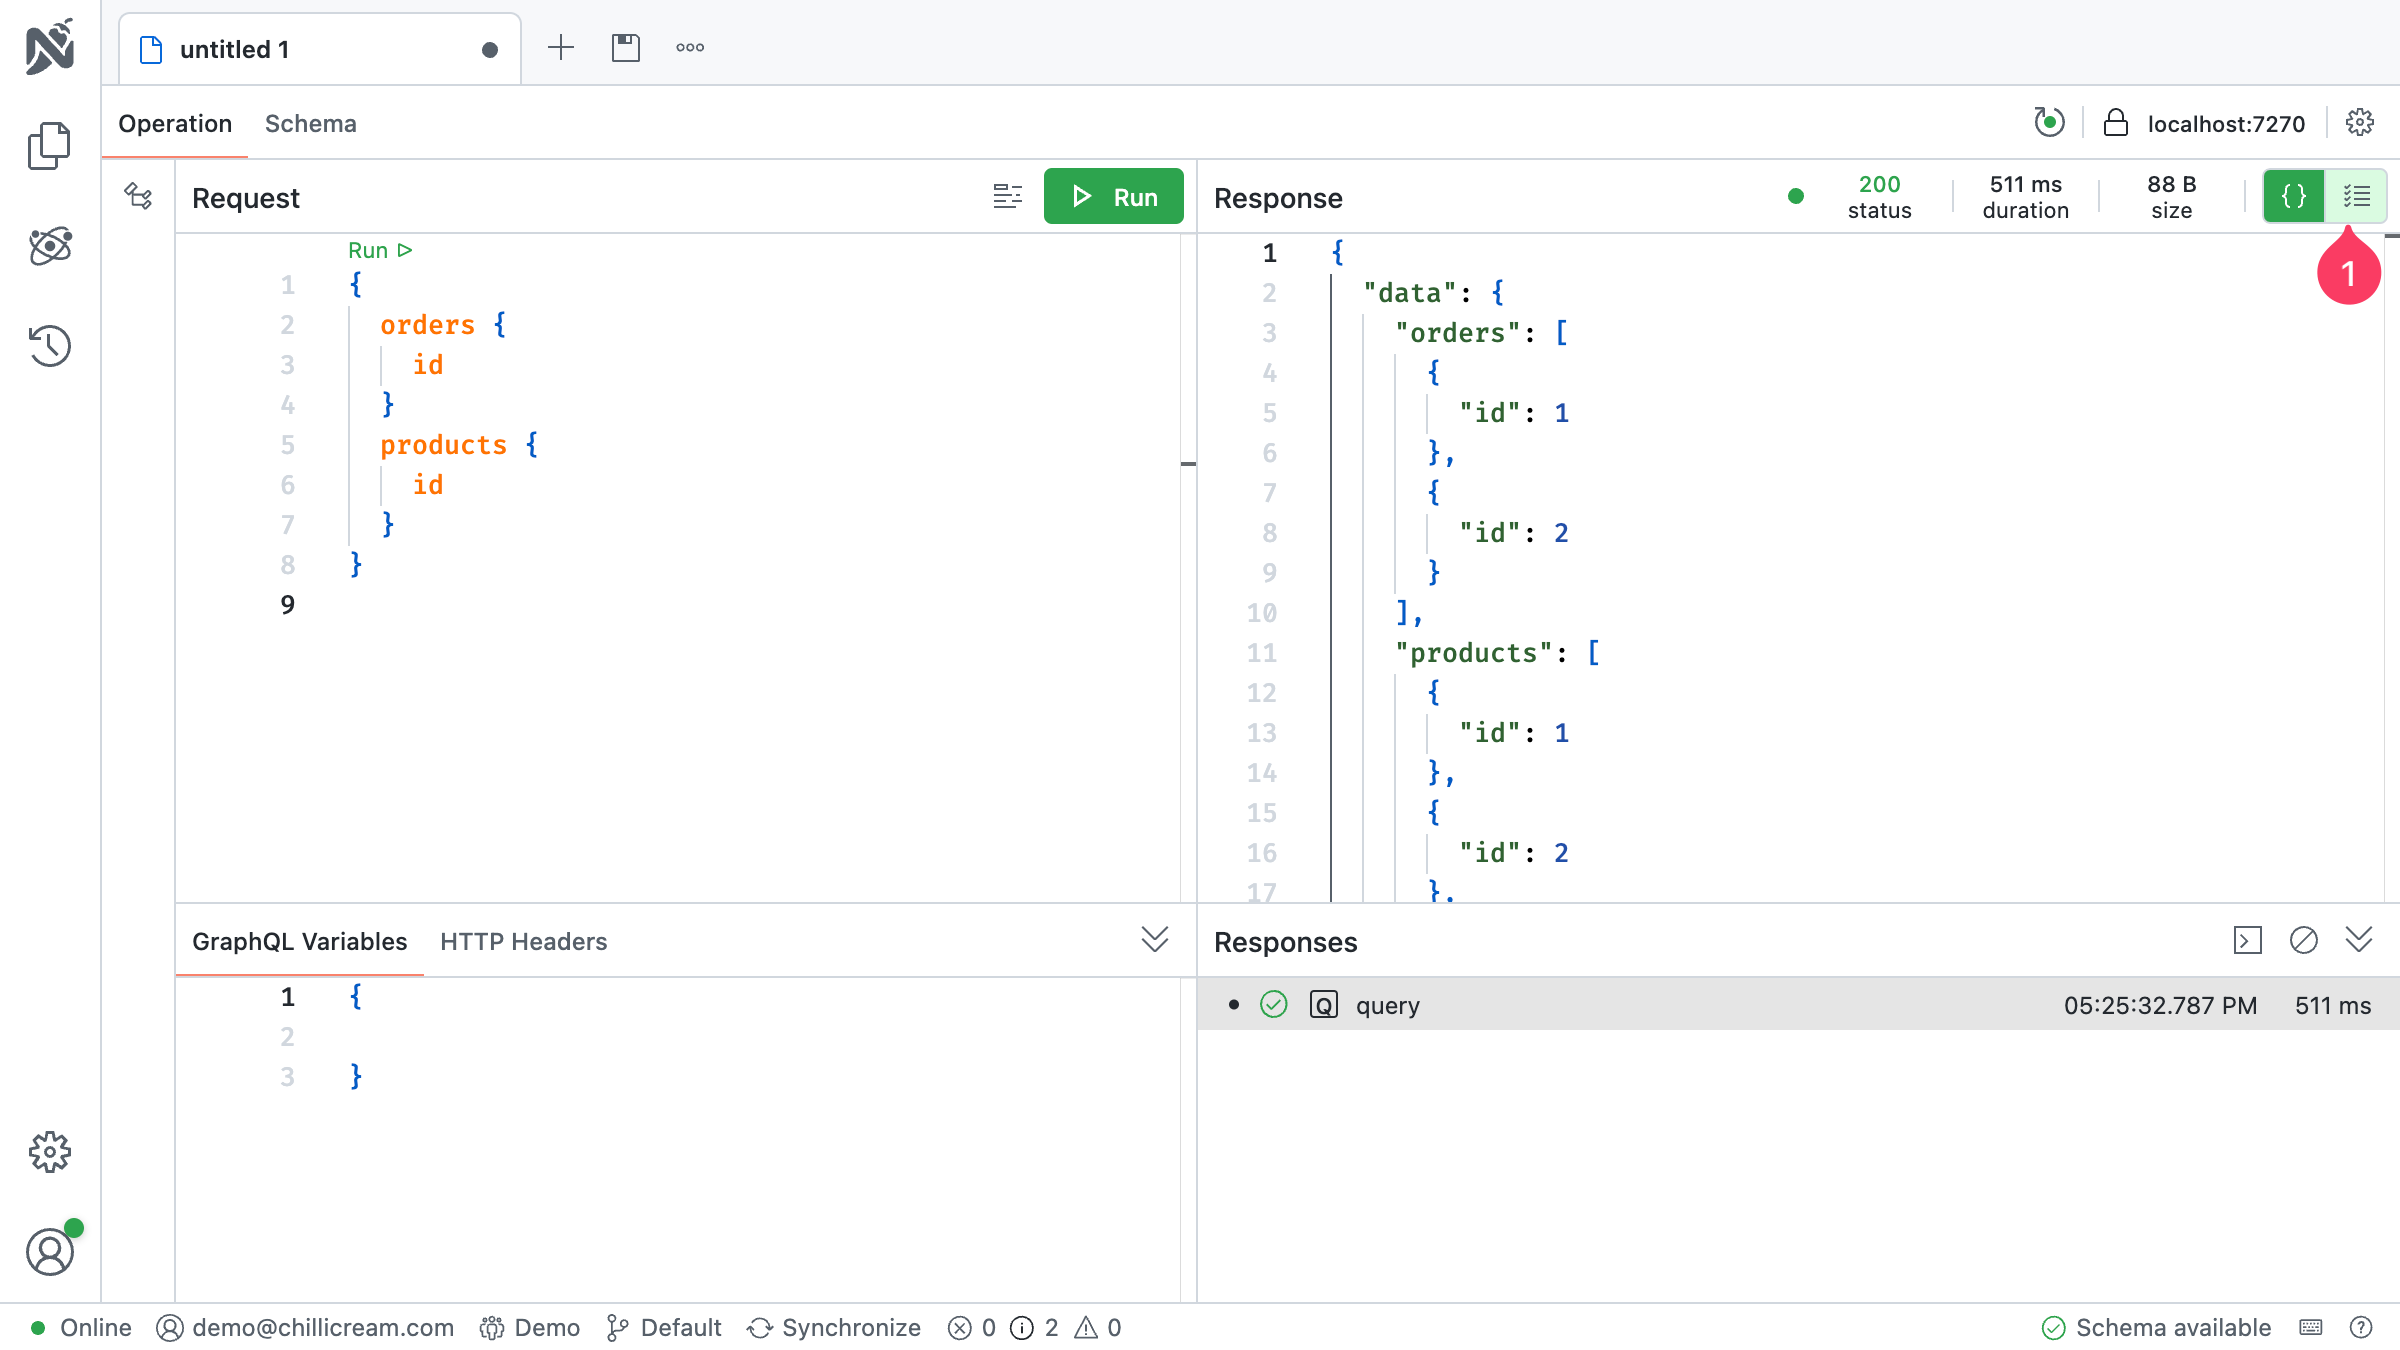 untitled 1
Operation Schema
localhost:7270
Request
Run
Response
200 status
511 ms duration
88 B size
{}
1
Run
1 {
2 orders {
3 id
4 }
5 products {
6 id
7 }
8 }
9
1 {
2 "data": {
3 "orders": [
4 {
5 "id": 1
6 },
7 {
8 "id": 2
9 }
10 ],
11 "products": [
12 {
13 "id": 1
14 },
15 {
16 "id": 2
17 },
GraphQL Variables HTTP Headers
1 {
2
3 }
Responses
Q query 05:25:32.787 PM 511 ms
Online demo@chillicream.com Demo Default Synchronize 0 2 0 Schema available